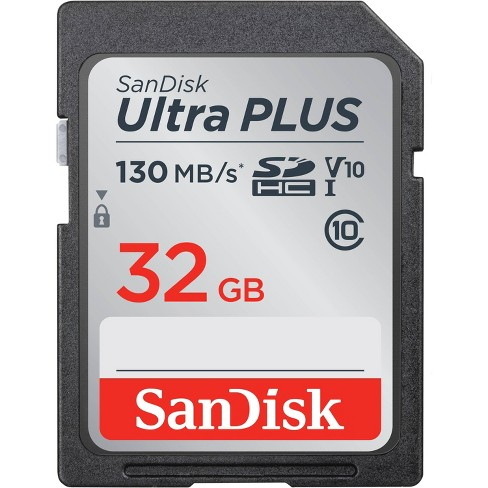 SanDisk
Ultra PLUS
130 MB/s* SD HC I V10
10
32 GB
SanDisk